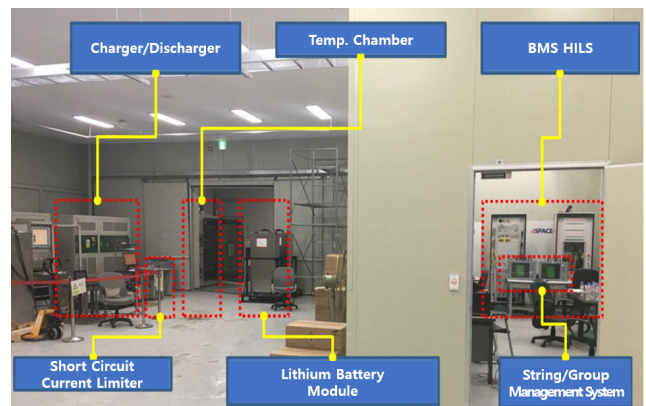 Charger/Discharger
Temp. Chamber
BMS HILS
dSPACE
Short Circuit
Current Limiter
Lithium Battery
Module
String/Group
Management System